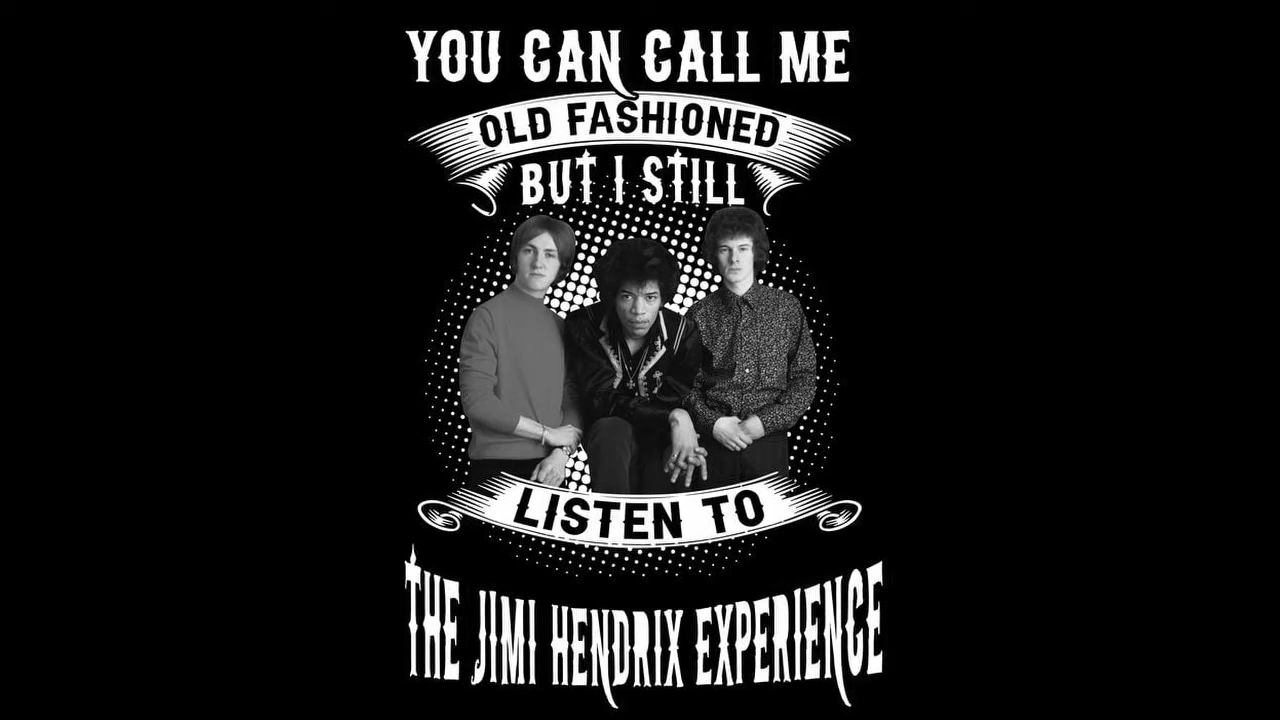 YOU CAN CALL ME
OLD FASHIONED
BUT I STILL
LISTEN TO
THE JIMI HENDRIX EXPERIENCE